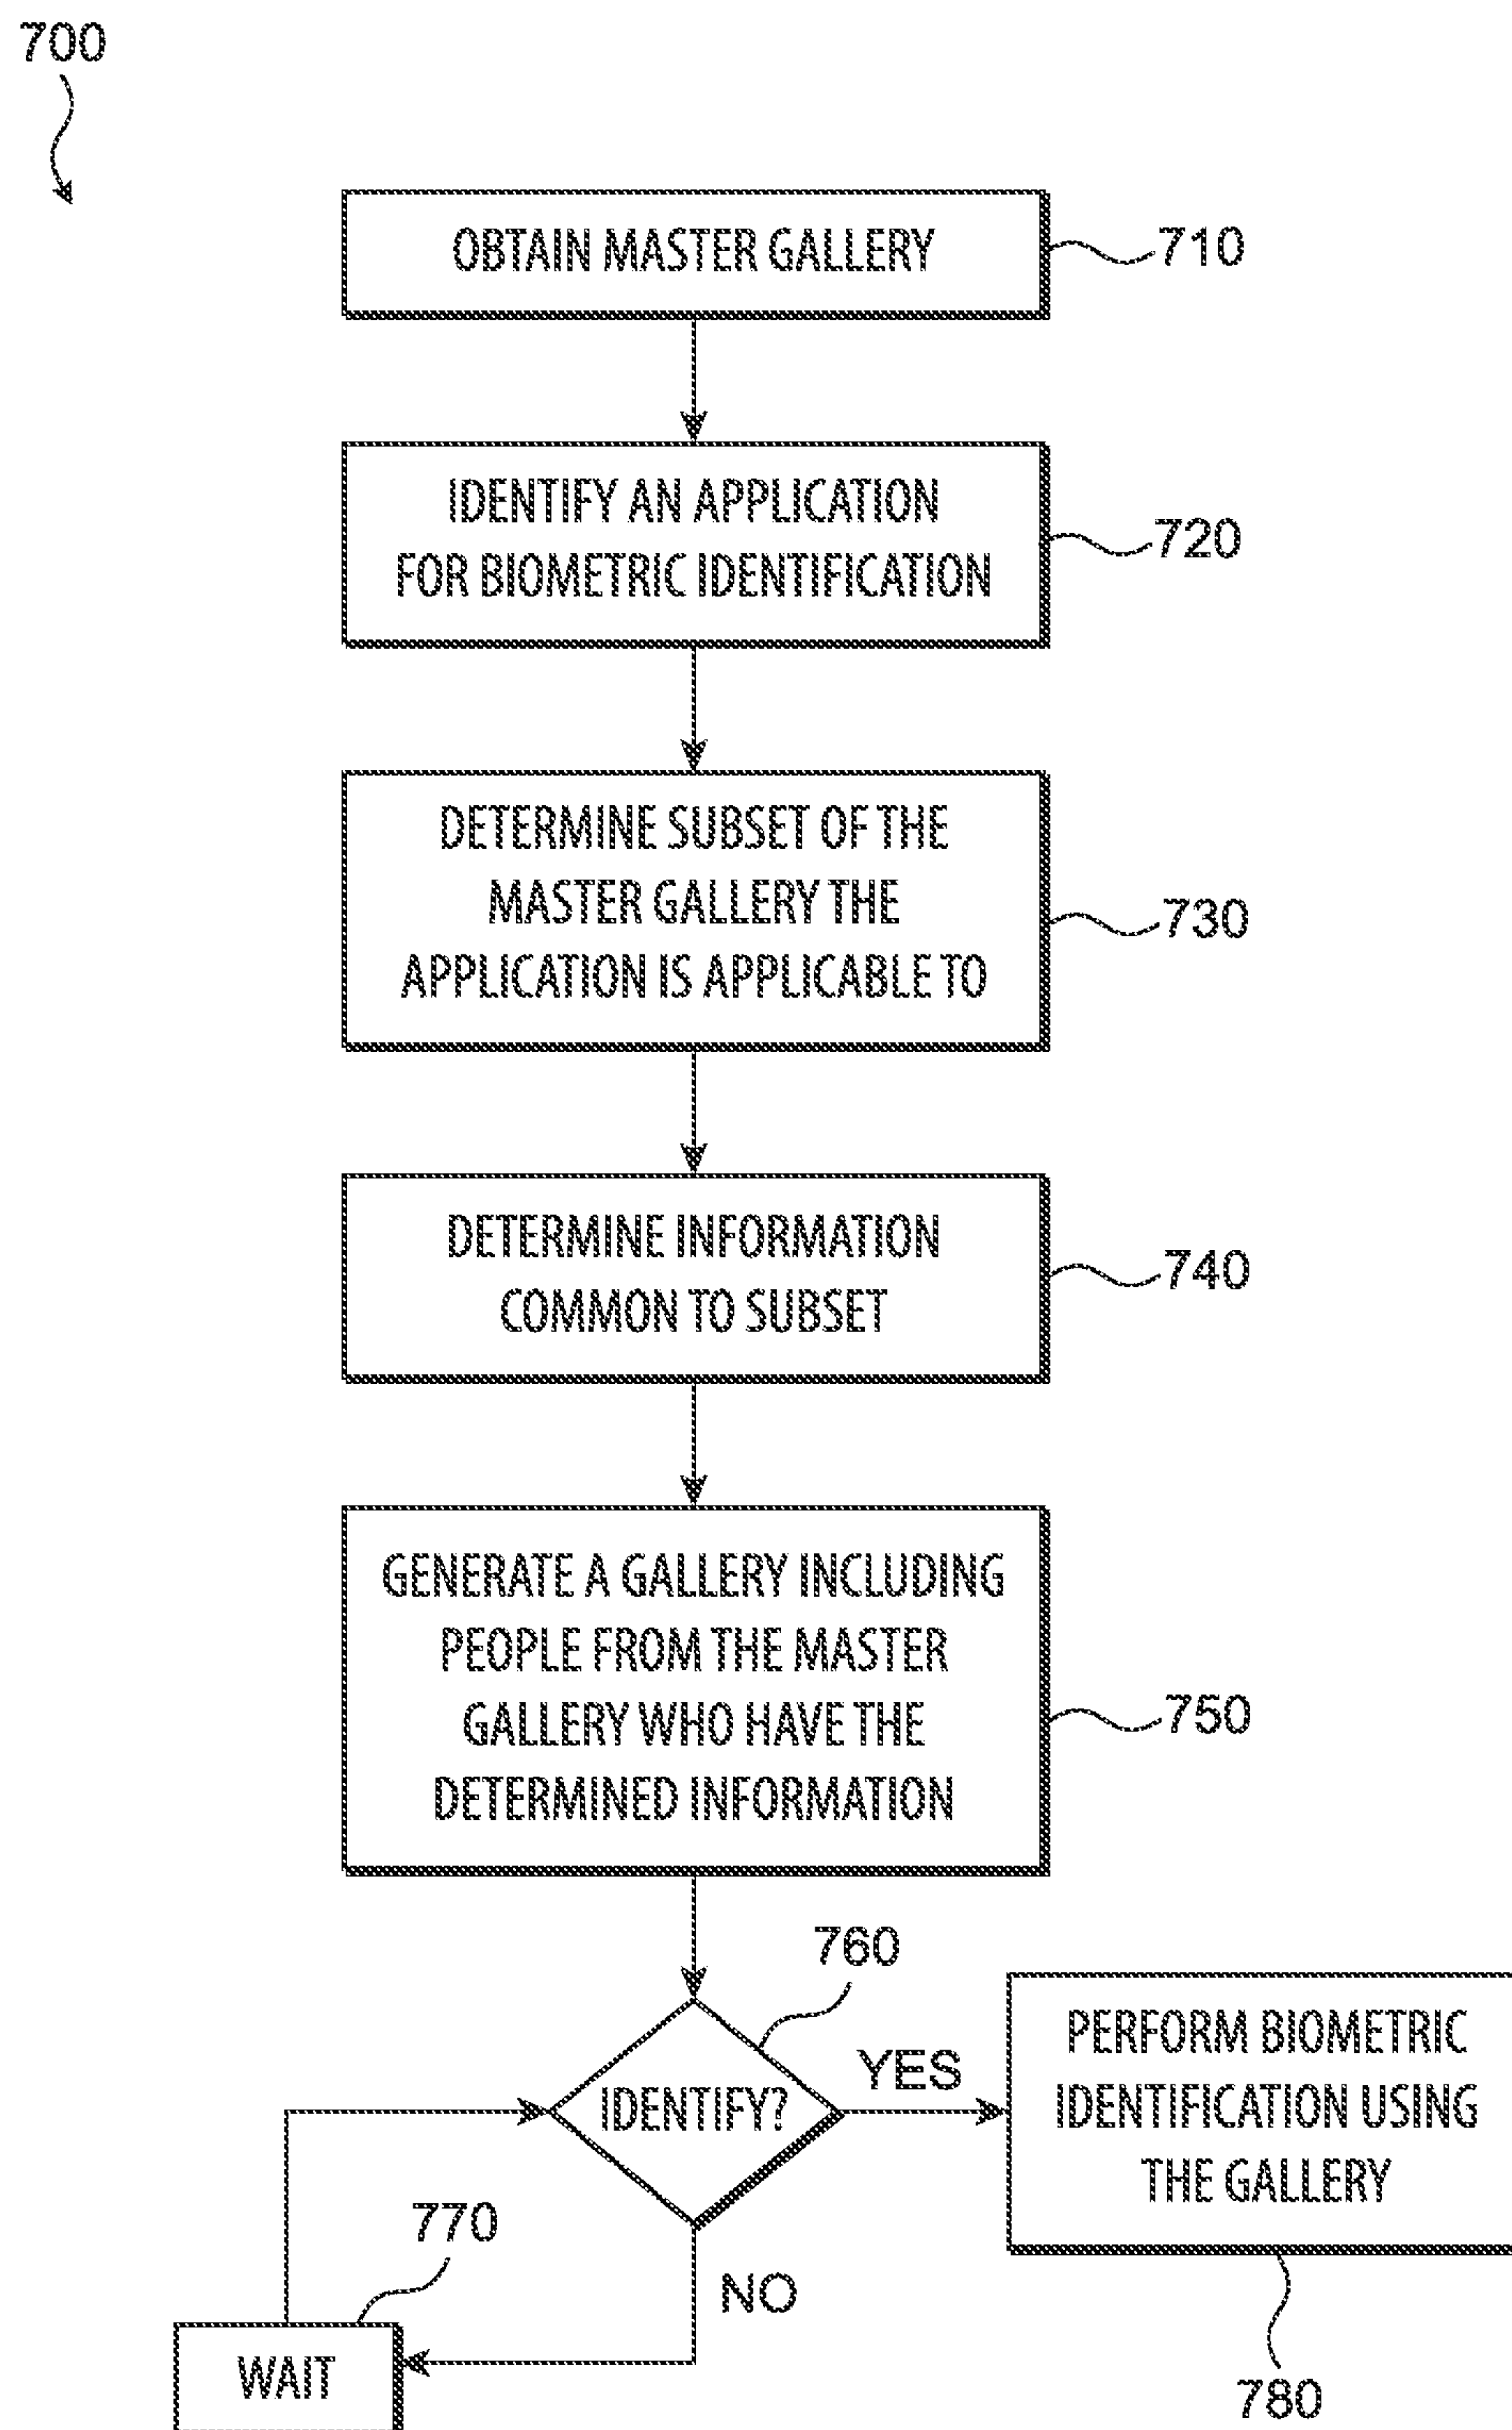 700
OBTAIN MASTER GALLERY
710
IDENTIFY AN APPLICATION
FOR BIOMETRIC IDENTIFICATION
720
DETERMINE SUBSET OF THE
MASTER GALLERY THE
APPLICATION IS APPLICABLE TO
730
DETERMINE INFORMATION
COMMON TO SUBSET
740
GENERATE A GALLERY INCLUDING
PEOPLE FROM THE MASTER
GALLERY WHO HAVE THE
DETERMINED INFORMATION
750
760
IDENTIFY?
YES
PERFORM BIOMETRIC
IDENTIFICATION USING
THE GALLERY
770
NO
WAIT
780